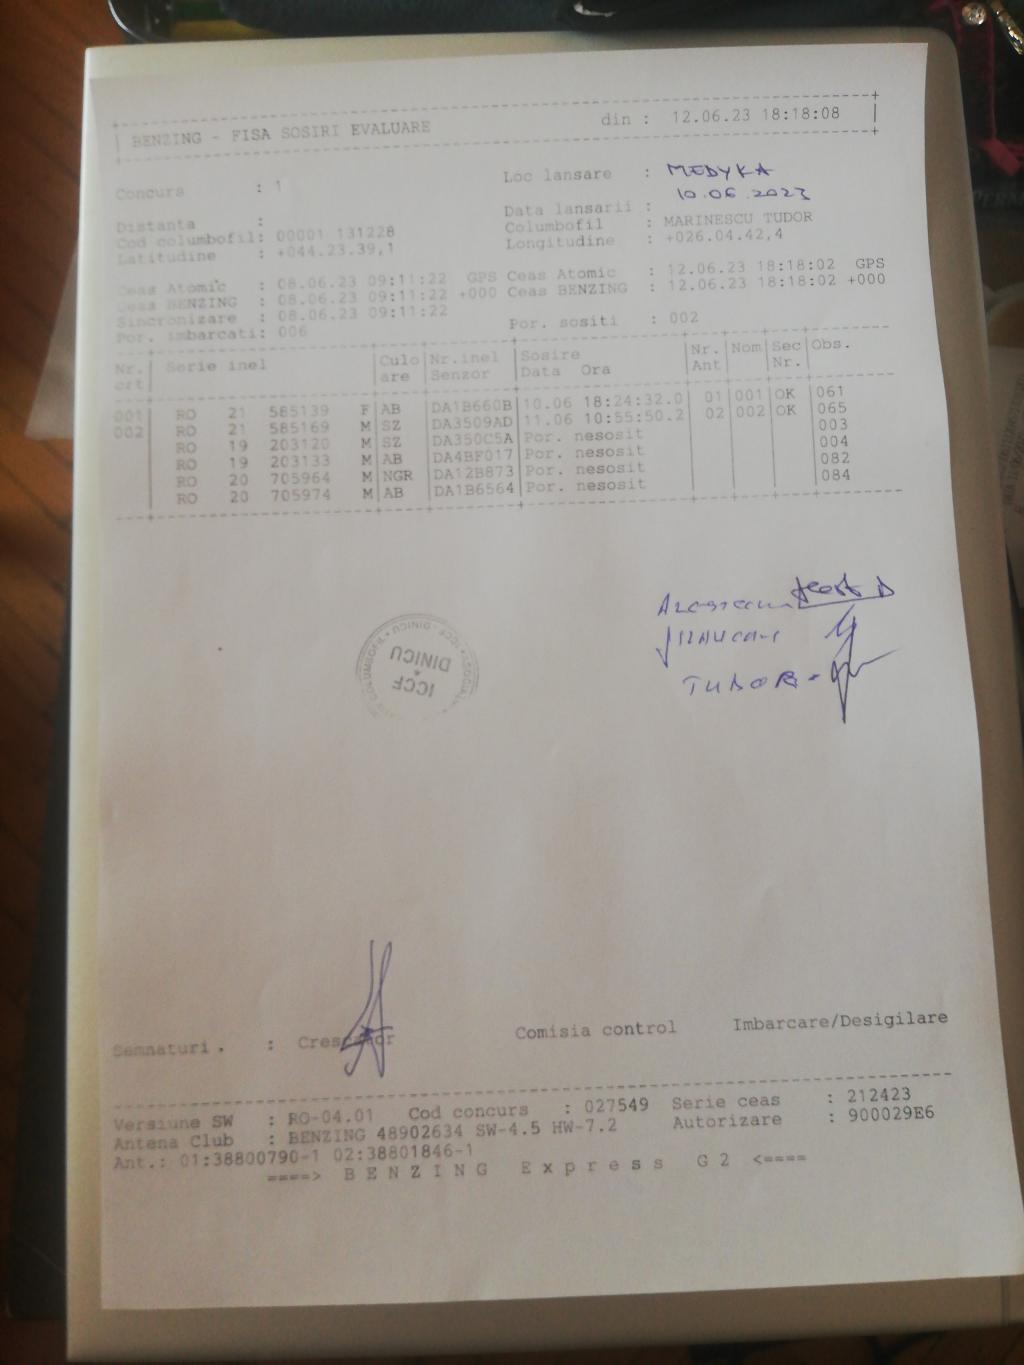 BENZING - FISA SOSIRI EVALUARE din : 12.06.23 18:18:08
Concurs : 1 Loc lansare : MEDYKA
10.06.2023
Distanta : Data lansarii :
Cod columbofil: 00001 131228 Columbofil : MARINESCU TUDOR
Latitudine : +044.23.39,1 Longitudine : +026.04.42,4
Ceas Atomic : 08.06.23 09:11:22 GPS Ceas Atomic : 12.06.23 18:18:02 GPS
Ceas BENZING : 08.06.23 09:11:22 +000 Ceas BENZING : 12.06.23 18:18:02 +000
Sincronizare : 08.06.23 09:11:22
Por. imbarcati: 006 Por. sositi : 002
Nr. Serie inel Culo Nr.inel Sosire Nr. Nom Sec Obs.
crt are Senzor Data Ora Ant Nr.
001 RO 21 585139 F AB DA1B660B 10.06 18:24:32.0 01 001 OK 061
002 RO 21 585169 M SZ DA3509AD 11.06 10:55:50.2 02 002 OK 065
RO 19 203120 M SZ DA350C5A Por. nesosit 003
RO 19 203133 M AB DA4BF017 Por. nesosit 004
RO 20 705964 M NGR DA12B873 Por. nesosit 082
RO 20 705974 M AB DA1B6564 Por. nesosit 084
TUDOR
ICCF
DINICU
Semnaturi . : Crescator Comisia control Imbarcare/Desigilare
Versiune SW : RO-04.01 Cod concurs : 027549 Serie ceas : 212423
Antena Club : BENZING 48902634 SW-4.5 HW-7.2 Autorizare : 900029E6
Ant.: 01:38800790-1 02:38801846-1
====> B E N Z I N G E x p r e s s G 2 <====